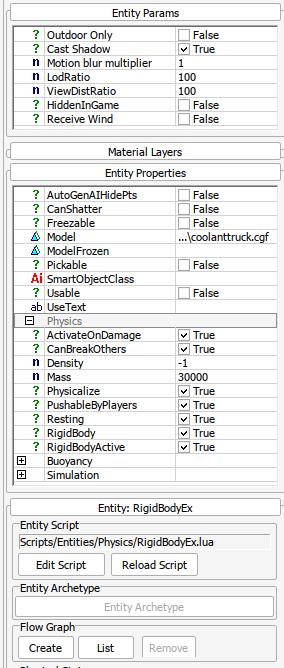 Entity Params
? Outdoor Only False
? Cast Shadow True
n Motion blur multiplier 1
n LodRatio 100
n ViewDistRatio 100
? HiddenInGame False
? Receive Wind False
Material Layers
Entity Properties
? AutoGenAIHidePts False
? CanShatter False
? Freezable False
Model ...\coolanttruck.cgf
ModelFrozen
? Pickable False
Ai SmartObjectClass
? Usable False
ab UseText
Physics
? ActivateOnDamage True
? CanBreakOthers True
n Density -1
n Mass 30000
? Physicalize True
? PushableByPlayers True
? Resting True
? RigidBody True
? RigidBodyActive True
Buoyancy
Simulation
Entity: RigidBodyEx
Entity Script
Scripts/Entities/Physics/RigidBodyEx.lua
Edit Script Reload Script
Entity Archetype
Entity Archetype
Flow Graph
Create List Remove